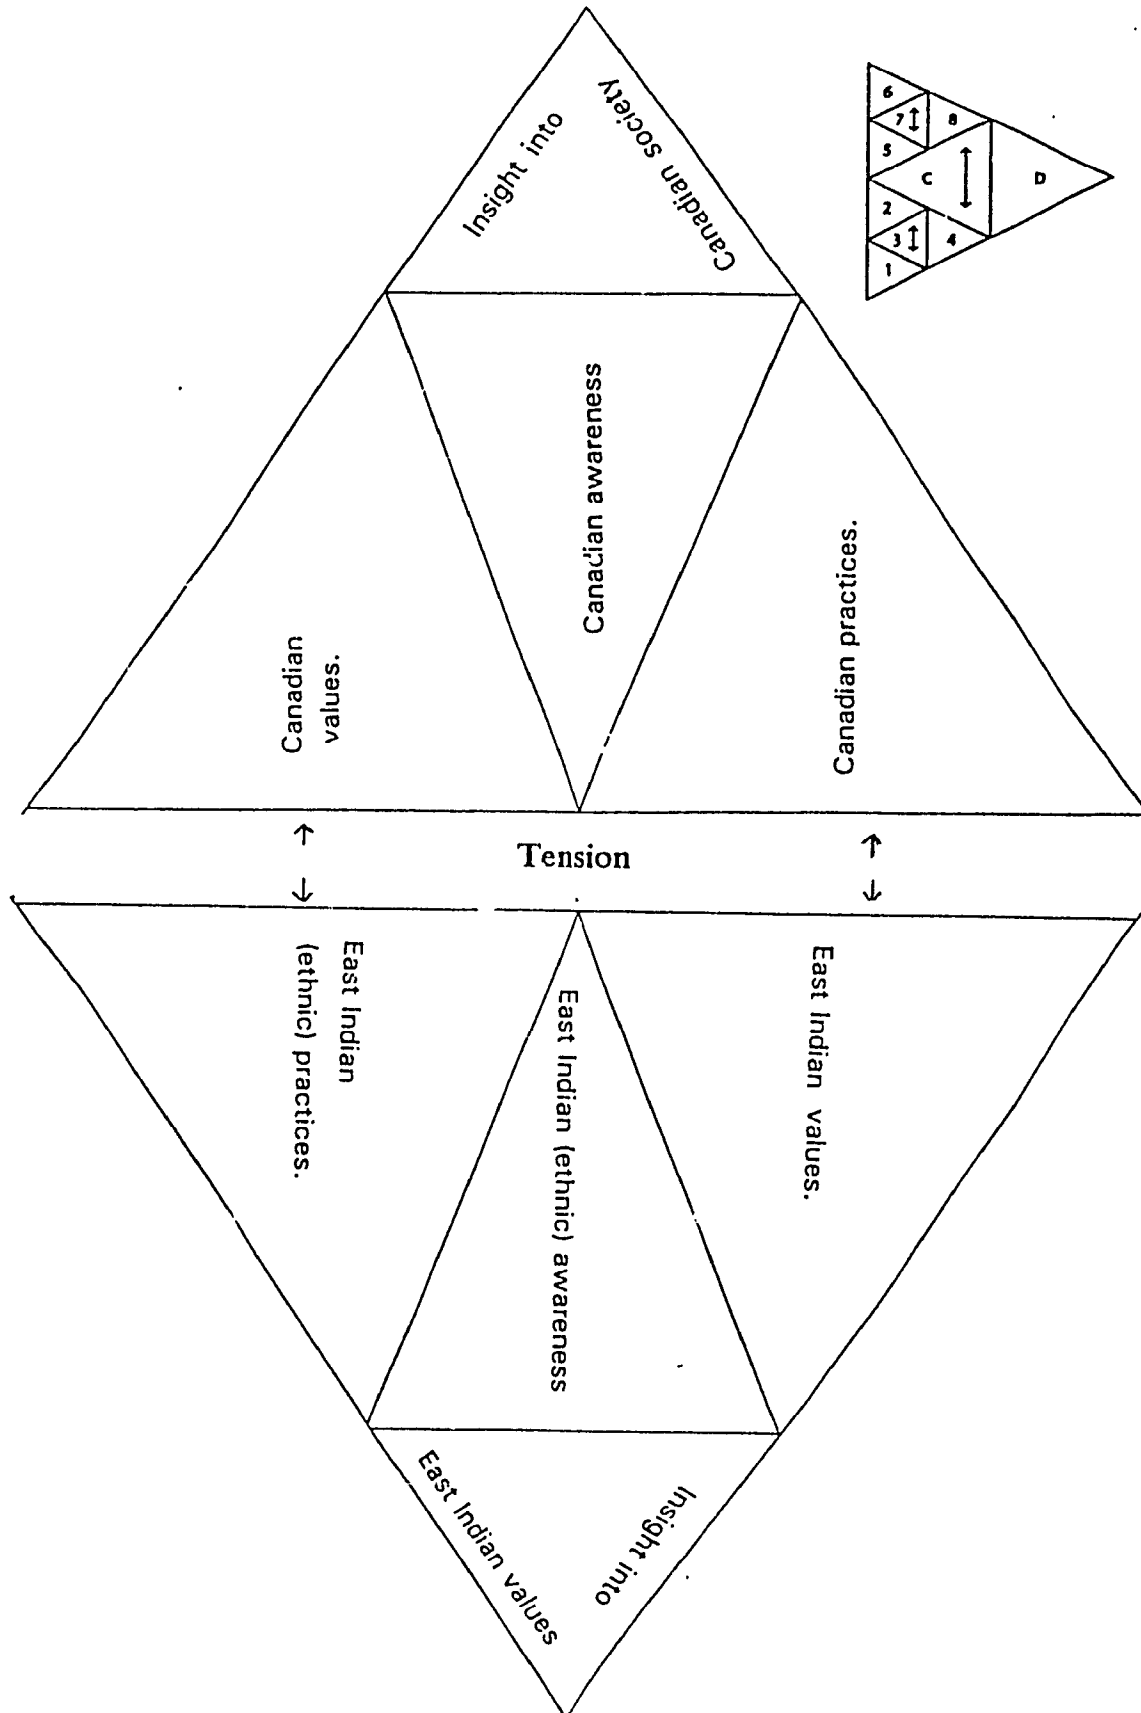 Insight into
Canadian society
6
7
8
5
C
D
2
3
4
1
Canadian awareness
Canadian
values.
Canadian practices.
Tension
East Indian
(ethnic) practices.
East Indian (ethnic) awareness
East Indian values.
Insight into
East Indian values